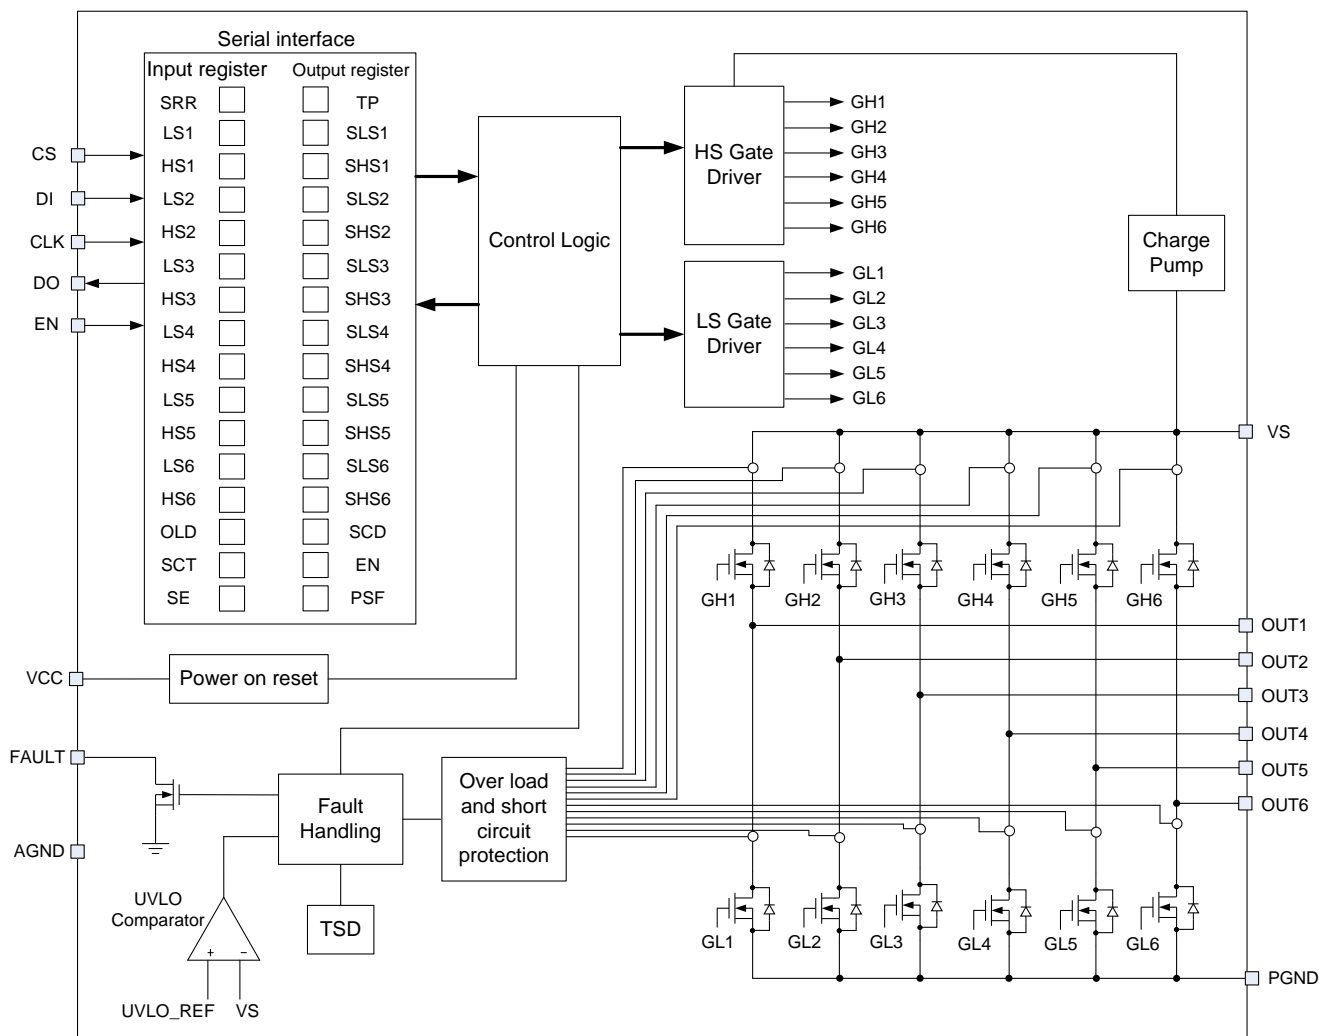 Serial interface
Input register
Output register
SRR
TP
LS1
SLS1
HS1
SHS1
LS2
SLS2
HS2
SHS2
LS3
SLS3
HS3
SHS3
LS4
SLS4
HS4
SHS4
LS5
SLS5
HS5
SHS5
LS6
SLS6
HS6
SHS6
OLD
SCD
SCT
EN
SE
PSF
CS
DI
CLK
DO
EN
Control Logic
HS Gate
Driver
GH1
GH2
GH3
GH4
GH5
GH6
LS Gate
Driver
GL1
GL2
GL3
GL4
GL5
GL6
Charge
Pump
VS
GH1
GH2
GH3
GH4
GH5
GH6
OUT1
OUT2
OUT3
OUT4
OUT5
OUT6
VCC
Power on reset
FAULT
AGND
Fault
Handling
Over load
and short
circuit
protection
UVLO
Comparator
+
−
UVLO_REF
VS
TSD
GL1
GL2
GL3
GL4
GL5
GL6
PGND